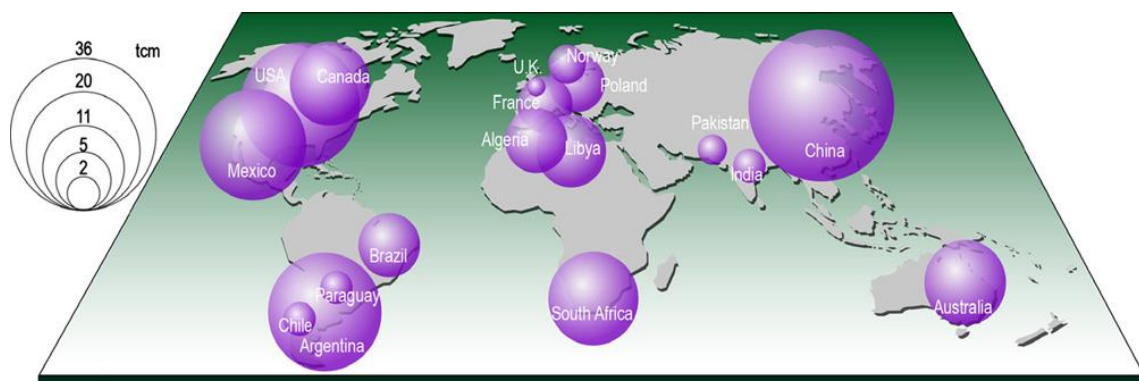 36 tcm
20
11
5
2
USA
Canada
Mexico
U.K.
Norway
France
Poland
Algeria
Libya
Pakistan
India
China
Brazil
Paraguay
Chile
Argentina
South Africa
Australia